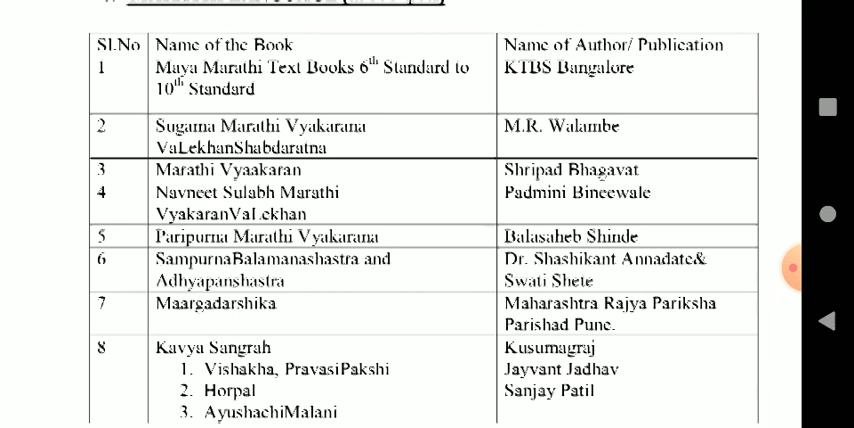 Sl.No Name of the Book Name of Author/ Publication
1 Maya Marathi Text Books 6th Standard to KTBS Bangalore
10th Standard
2 Sugama Marathi Vyakarana M.R. Walambe
VaLekhanShabdaratna
3 Marathi Vyaakaran Shripad Bhagavat
4 Navneet Sulabh Marathi Padmini Bineewale
VyakaranVaLekhan
5 Paripurna Marathi Vyakarana Balasaheb Shinde
6 SampurnaBalamanashastra and Dr. Shashikant Annadate&
Adhyapanshastra Swati Shete
7 Maargadarshika Maharashtra Rajya Pariksha
Parishad Pune.
8 Kavya Sangrah Kusumagraj
1. Vishakha, PravasiPakshi Jayvant Jadhav
2. Horpal Sanjay Patil
3. AyushachiMalani